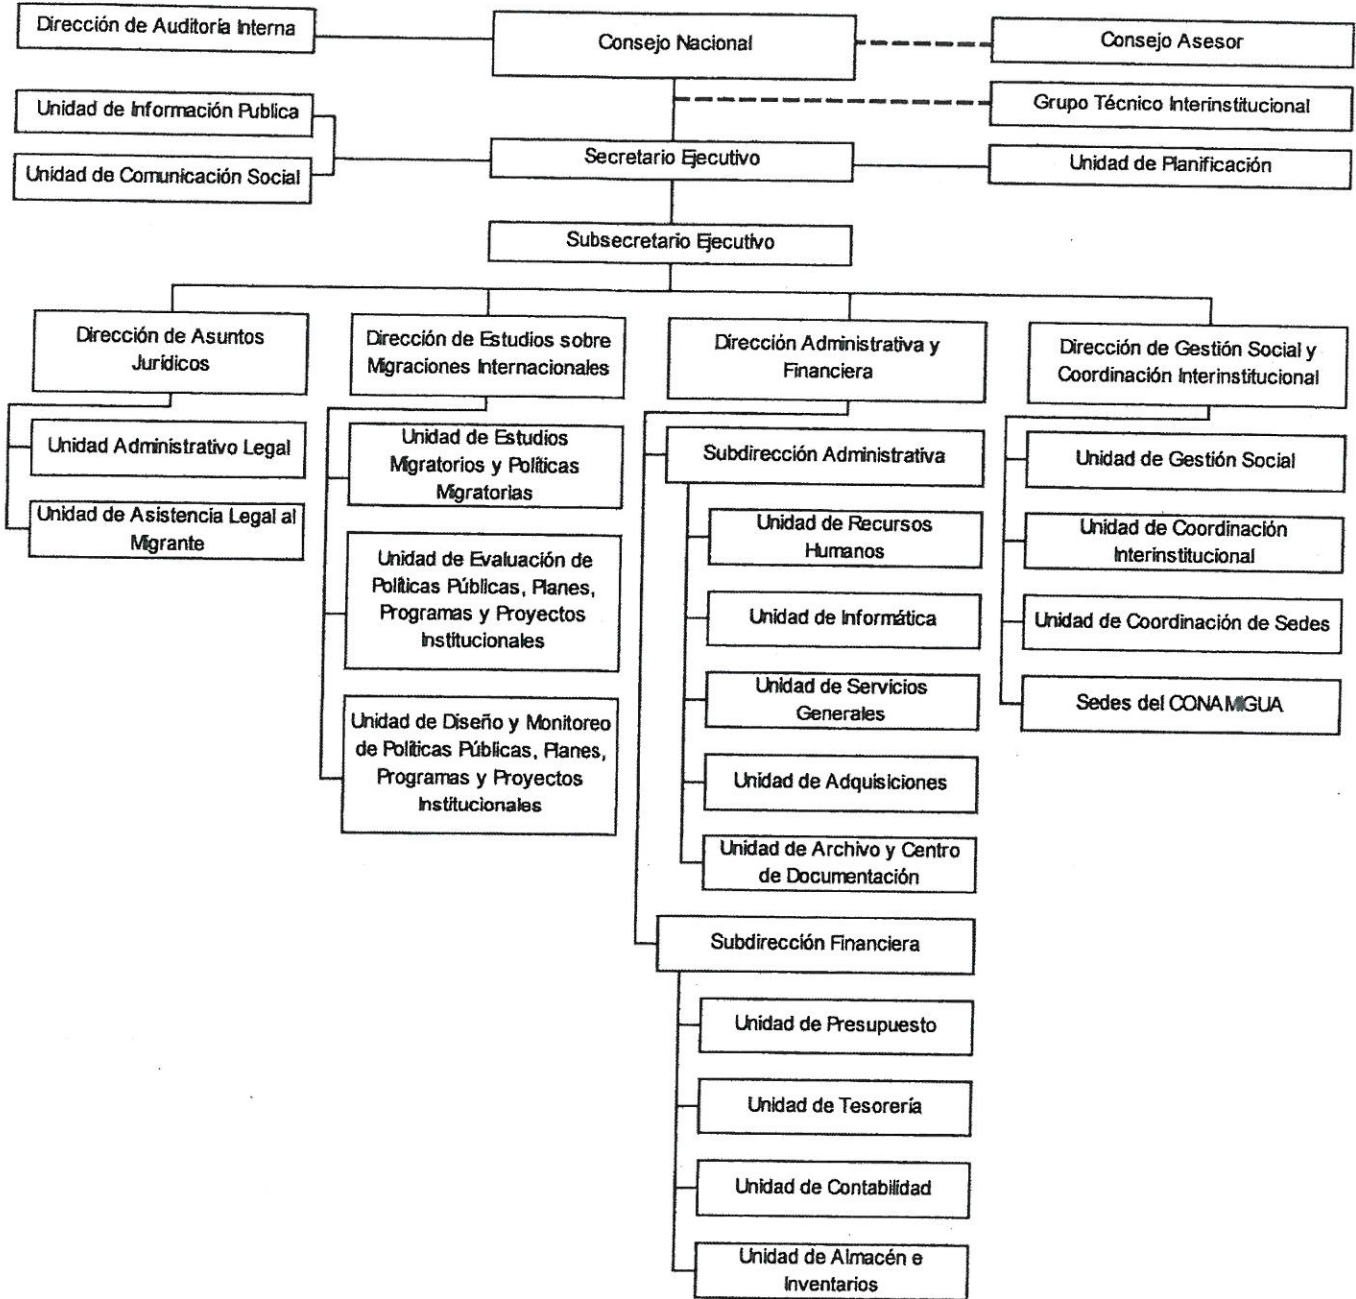 Dirección de Auditoría Interna
Consejo Nacional
Consejo Asesor
Unidad de Información Publica
Grupo Técnico Interinstitucional
Unidad de Comunicación Social
Secretario Ejecutivo
Unidad de Planificación
Subsecretario Ejecutivo
Dirección de Asuntos
Jurídicos
Unidad Administrativo Legal
Unidad de Asistencia Legal al
Migrante
Dirección de Estudios sobre
Migraciones Internacionales
Unidad de Estudios
Migratorios y Políticas
Migratorias
Unidad de Evaluación de
Políticas Públicas, Planes,
Programas y Proyectos
Institucionales
Unidad de Diseño y Monitoreo
de Políticas Públicas, Planes,
Programas y Proyectos
Institucionales
Dirección Administrativa y
Financiera
Subdirección Administrativa
Unidad de Recursos
Humanos
Unidad de Informática
Unidad de Servicios
Generales
Unidad de Adquisiciones
Unidad de Archivo y Centro
de Documentación
Subdirección Financiera
Unidad de Presupuesto
Unidad de Tesorería
Unidad de Contabilidad
Unidad de Almacén e
Inventarios
Dirección de Gestión Social y
Coordinación Interinstitucional
Unidad de Gestión Social
Unidad de Coordinación
Interinstitucional
Unidad de Coordinación de Sedes
Sedes del CONAMIGUA